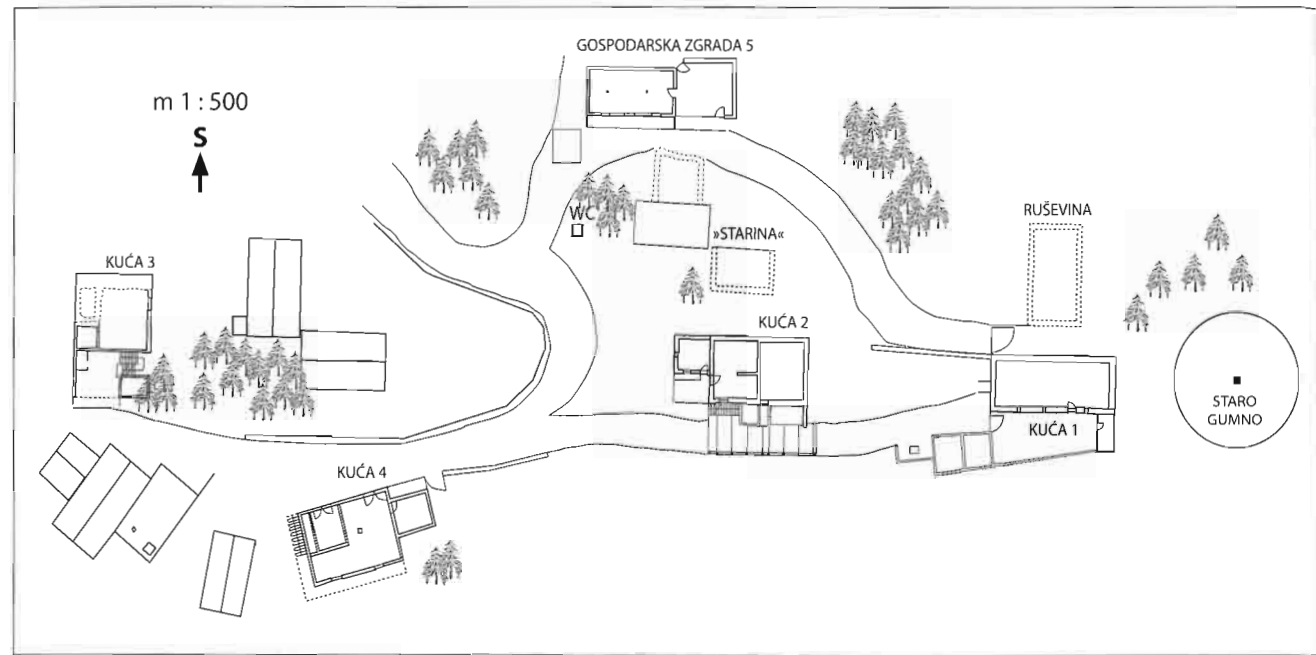 GOSPODARSKA ZGRADA 5
m 1 : 500
S
WC
»STARINA«
RUŠEVINA
KUĆA 3
KUĆA 2
STARO
GUMNO
KUĆA 1
KUĆA 4